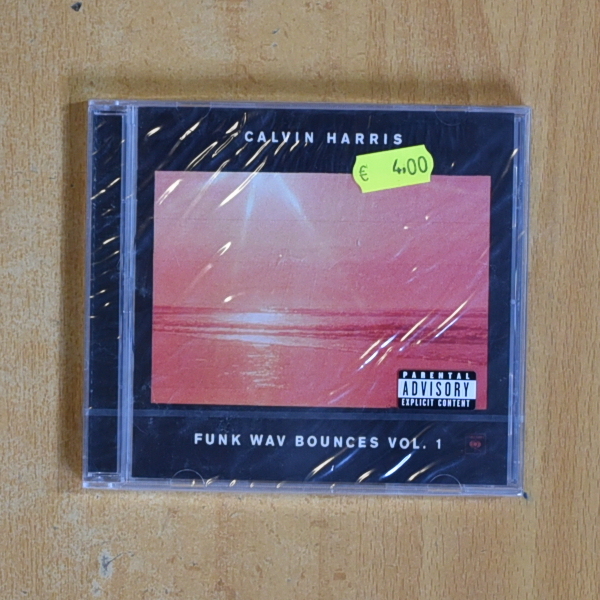 CALVIN HARRIS
€ 4.00
PARENTAL
ADVISORY
EXPLICIT CONTENT
FUNK WAV BOUNCES VOL. 1